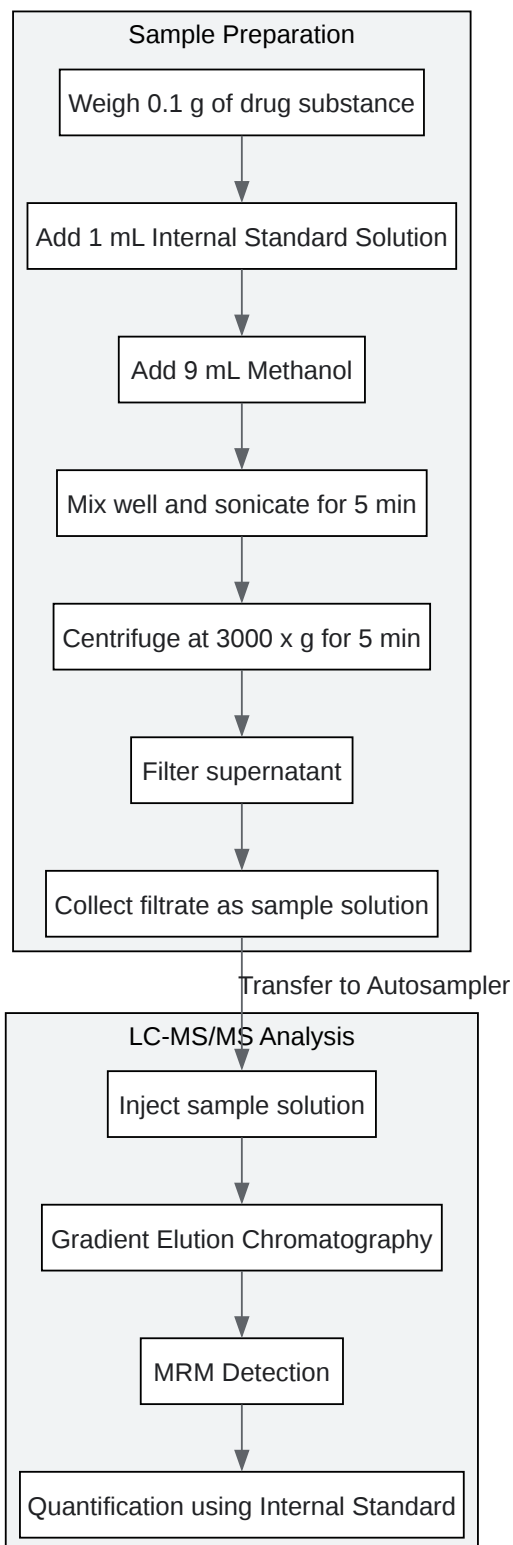 Sample Preparation
Weigh 0.1 g of drug substance
Add 1 mL Internal Standard Solution
Add 9 mL Methanol
Mix well and sonicate for 5 min
Centrifuge at 3000 x g for 5 min
Filter supernatant
Collect filtrate as sample solution
Transfer to Autosampler
LC-MS/MS Analysis
Inject sample solution
Gradient Elution Chromatography
MRM Detection
Quantification using Internal Standard